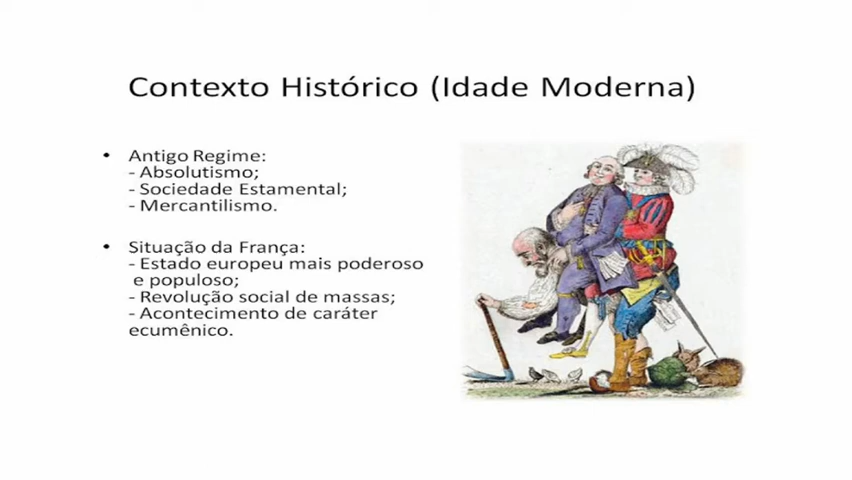 Contexto Histórico (Idade Moderna)
• Antigo Regime:
- Absolutismo;
- Sociedade Estamental;
- Mercantilismo.
• Situação da França:
- Estado europeu mais poderoso
e populoso;
- Revolução social de massas;
- Acontecimento de caráter
ecumênico.